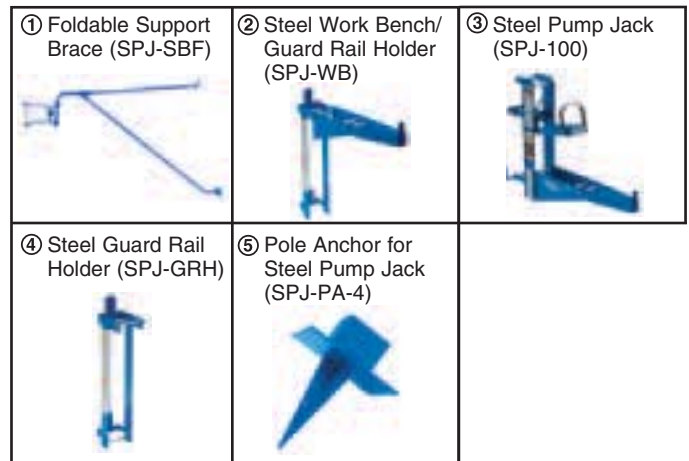 ① Foldable Support
Brace (SPJ-SBF)
② Steel Work Bench/
Guard Rail Holder
(SPJ-WB)
③ Steel Pump Jack
(SPJ-100)
④ Steel Guard Rail
Holder (SPJ-GRH)
⑤ Pole Anchor for
Steel Pump Jack
(SPJ-PA-4)